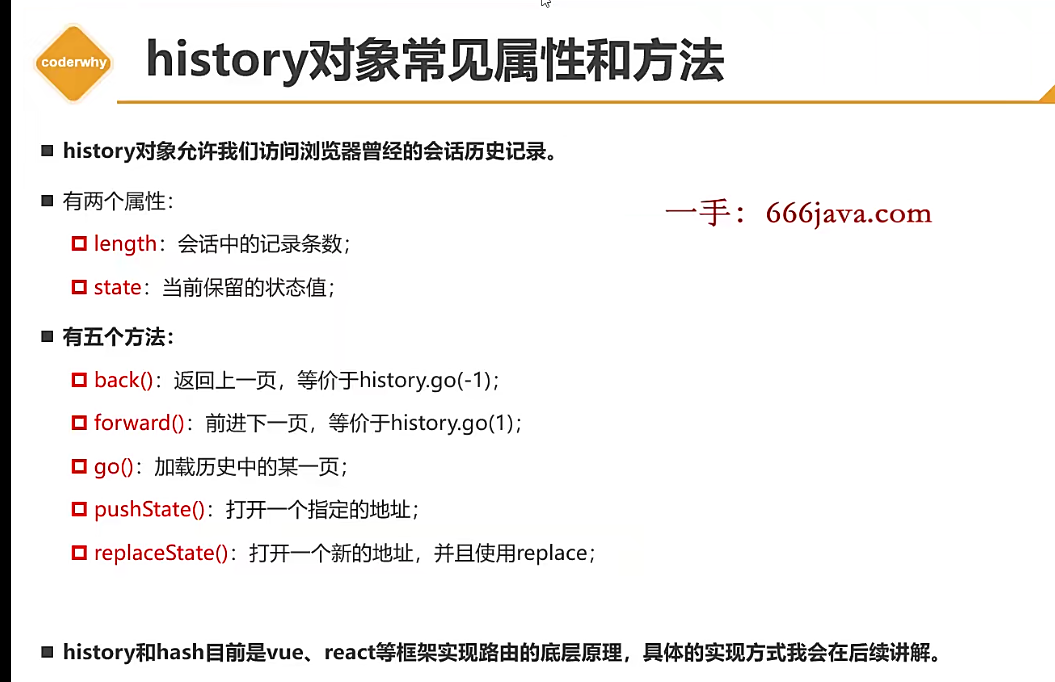 coderwhy
history对象常见属性和方法
history对象允许我们访问浏览器曾经的会话历史记录。
有两个属性：
一手：666java.com
length：会话中的记录条数；
state：当前保留的状态值；
有五个方法：
back()：返回上一页，等价于history.go(-1)；
forward()：前进下一页，等价于history.go(1)；
go()：加载历史中的某一页；
pushState()：打开一个指定的地址；
replaceState()：打开一个新的地址，并且使用replace；
history和hash目前是vue、react等框架实现路由的底层原理，具体的实现方式我会在后续讲解。